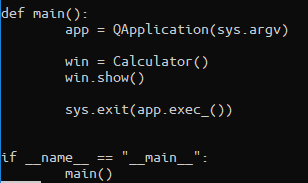 def main():
        app = QApplication(sys.argv)

        win = Calculator()
        win.show()

        sys.exit(app.exec_())


if __name__ == "__main__":
        main()